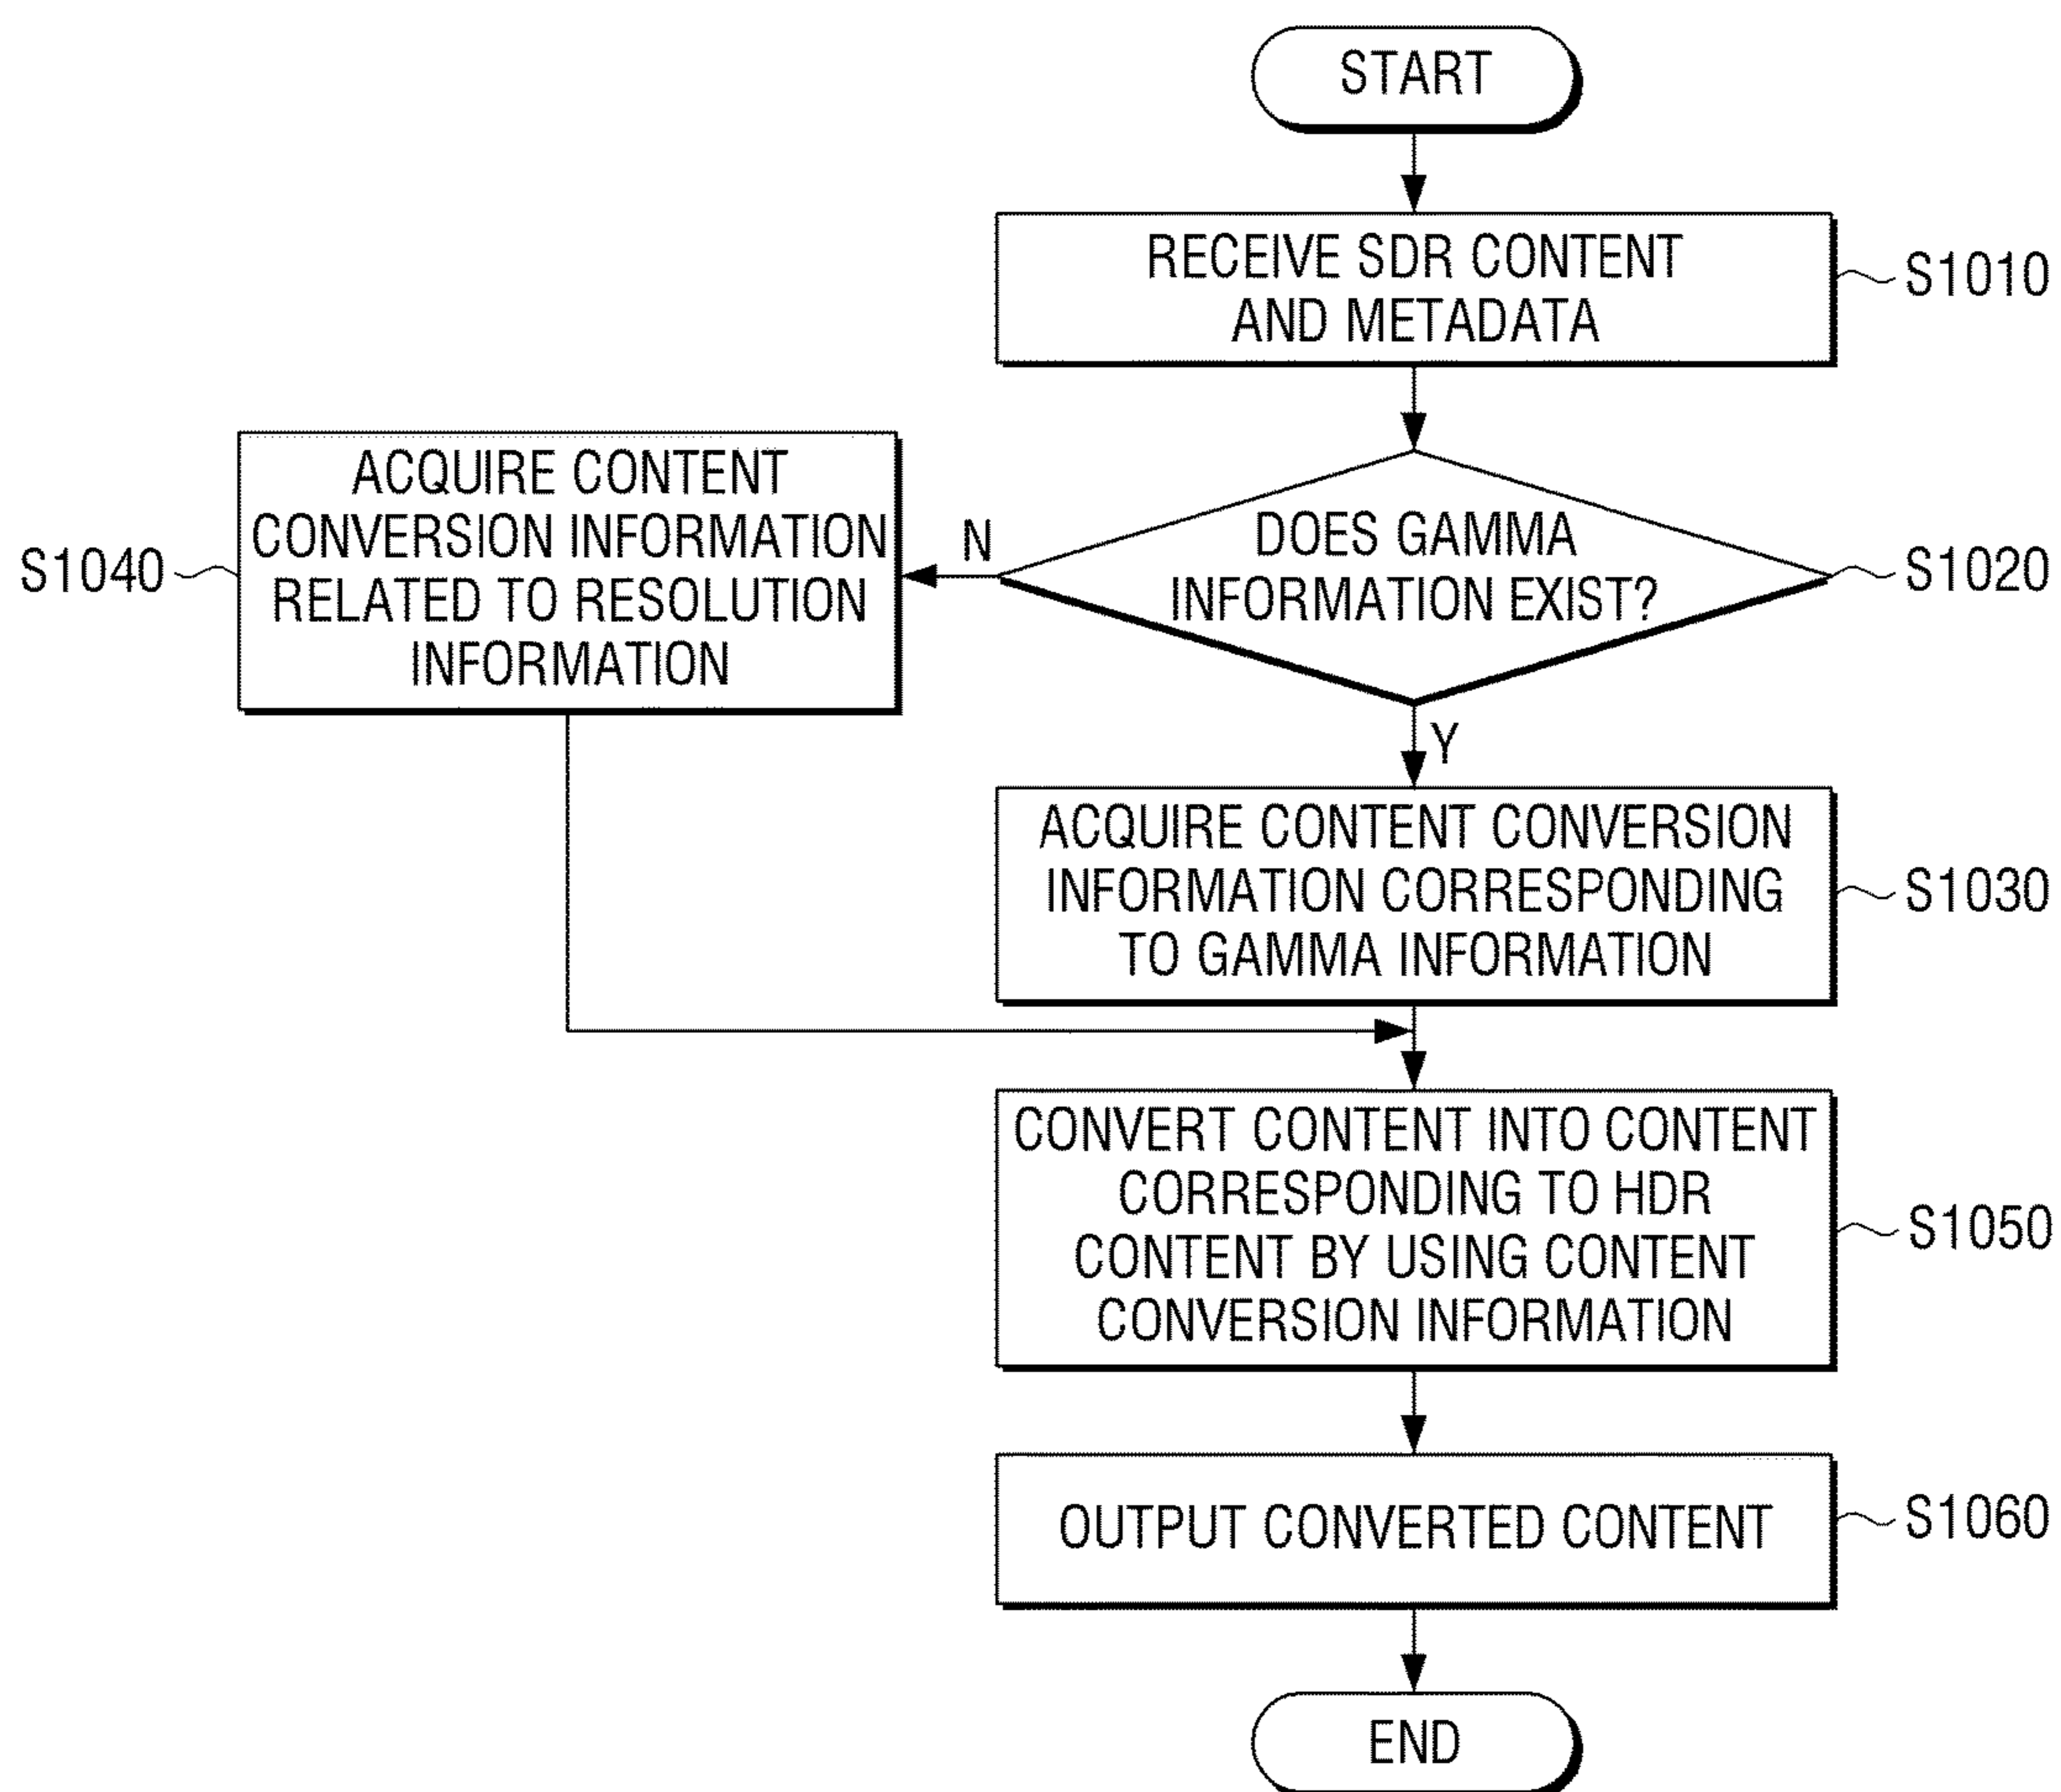 START
RECEIVE SDR CONTENT
AND METADATA
S1010
DOES GAMMA
INFORMATION EXIST?
S1020
N
ACQUIRE CONTENT
CONVERSION INFORMATION
RELATED TO RESOLUTION
INFORMATION
S1040
Y
ACQUIRE CONTENT CONVERSION
INFORMATION CORRESPONDING
TO GAMMA INFORMATION
S1030
CONVERT CONTENT INTO CONTENT
CORRESPONDING TO HDR
CONTENT BY USING CONTENT
CONVERSION INFORMATION
S1050
OUTPUT CONVERTED CONTENT
S1060
END